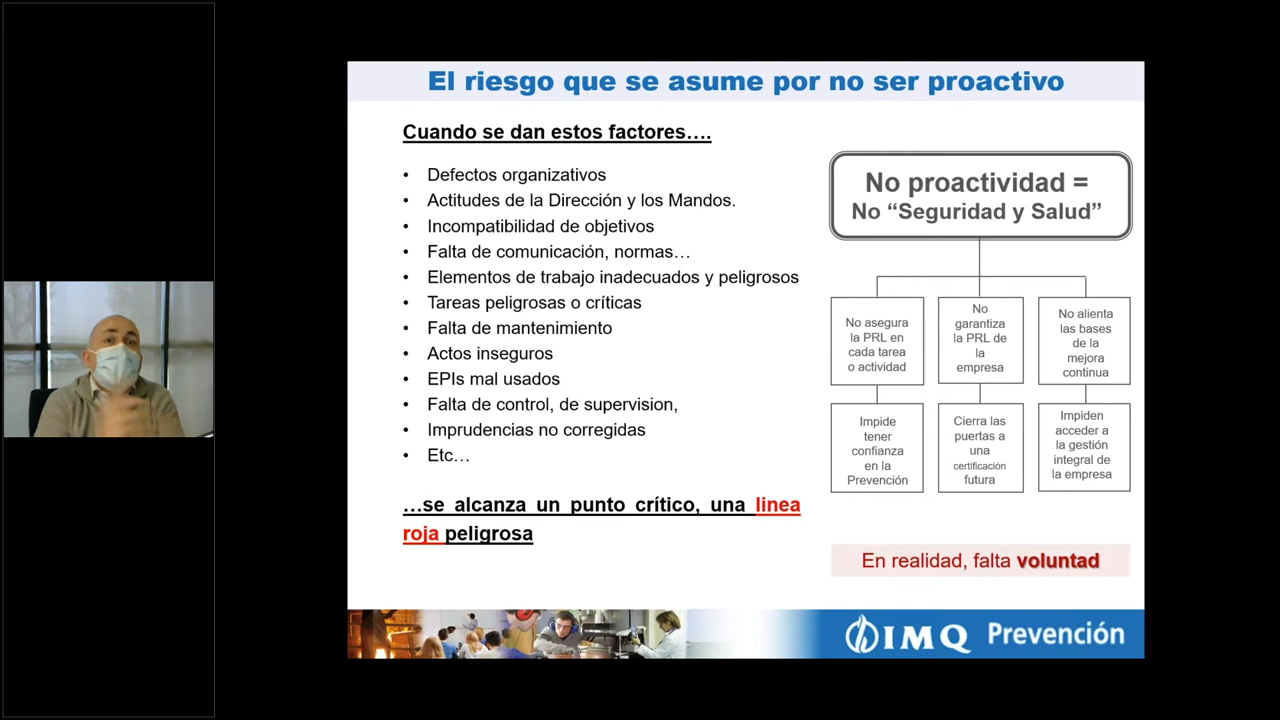 El riesgo que se asume por no ser proactivo
Cuando se dan estos factores….
• Defectos organizativos
• Actitudes de la Dirección y los Mandos.
• Incompatibilidad de objetivos
• Falta de comunicación, normas…
• Elementos de trabajo inadecuados y peligrosos
• Tareas peligrosas o críticas
• Falta de mantenimiento
• Actos inseguros
• EPIs mal usados
• Falta de control, de supervision,
• Imprudencias no corregidas
• Etc…
…se alcanza un punto crítico, una linea
roja peligrosa
No proactividad =
No “Seguridad y Salud”
No asegura
la PRL en
cada tarea
o actividad
No
garantiza
la PRL de
la
empresa
No alienta
las bases
de la
mejora
continua
Impide
tener
confianza
en la
Prevención
Cierra las
puertas a
una
certificación
futura
Impiden
acceder a
la gestión
integral de
la empresa
En realidad, falta voluntad
IMQ Prevención